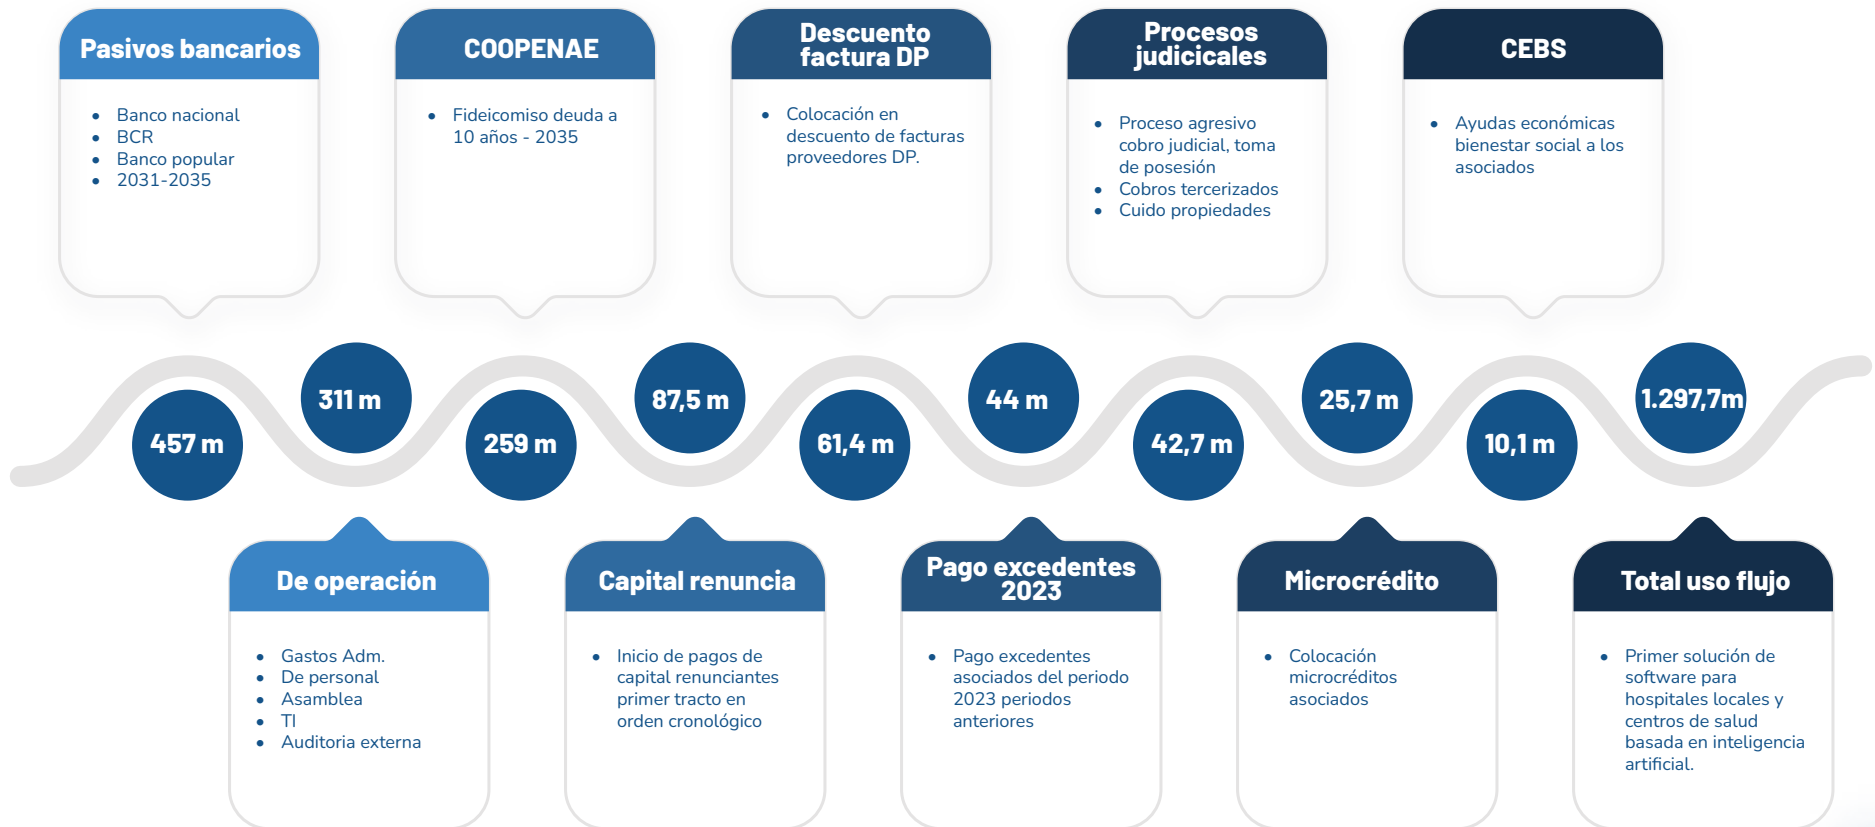 Pasivos bancarios
Banco nacional
BCR
Banco popular
2031-2035
COOPENAE
Fideicomiso deuda a
10 años - 2035
Descuento
factura DP
Colocación en
descuento de facturas
proveedores DP.
Procesos
judicicales
Proceso agresivo
cobro judicial, toma
de posesión
Cobros tercerizados
Cuido propiedades
CEBS
Ayudas económicas
bienestar social a los
asociados
457 m
311 m
259 m
87,5 m
61,4 m
44 m
42,7 m
25,7 m
10,1 m
1.297,7m
De operación
Gastos Adm.
De personal
Asamblea
TI
Auditoria externa
Capital renuncia
Inicio de pagos de
capital renunciantes
primer tracto en
orden cronológico
Pago excedentes
2023
Pago excedentes
asociados del periodo
2023 periodos
anteriores
Microcrédito
Colocación
microcréditos
asociados
Total uso flujo
Primer solución de
software para
hospitales locales y
centros de salud
basada en inteligencia
artificial.